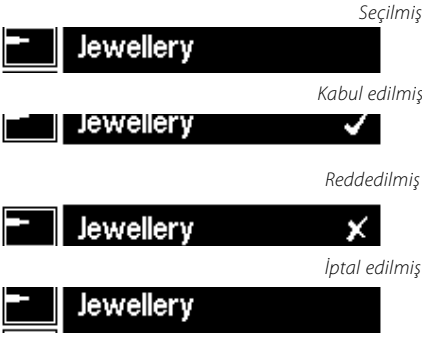 Seçilmiş
Jewellery
Kabul edilmiş
Jewellery
Reddedilmiş
Jewellery
İptal edilmiş
Jewellery